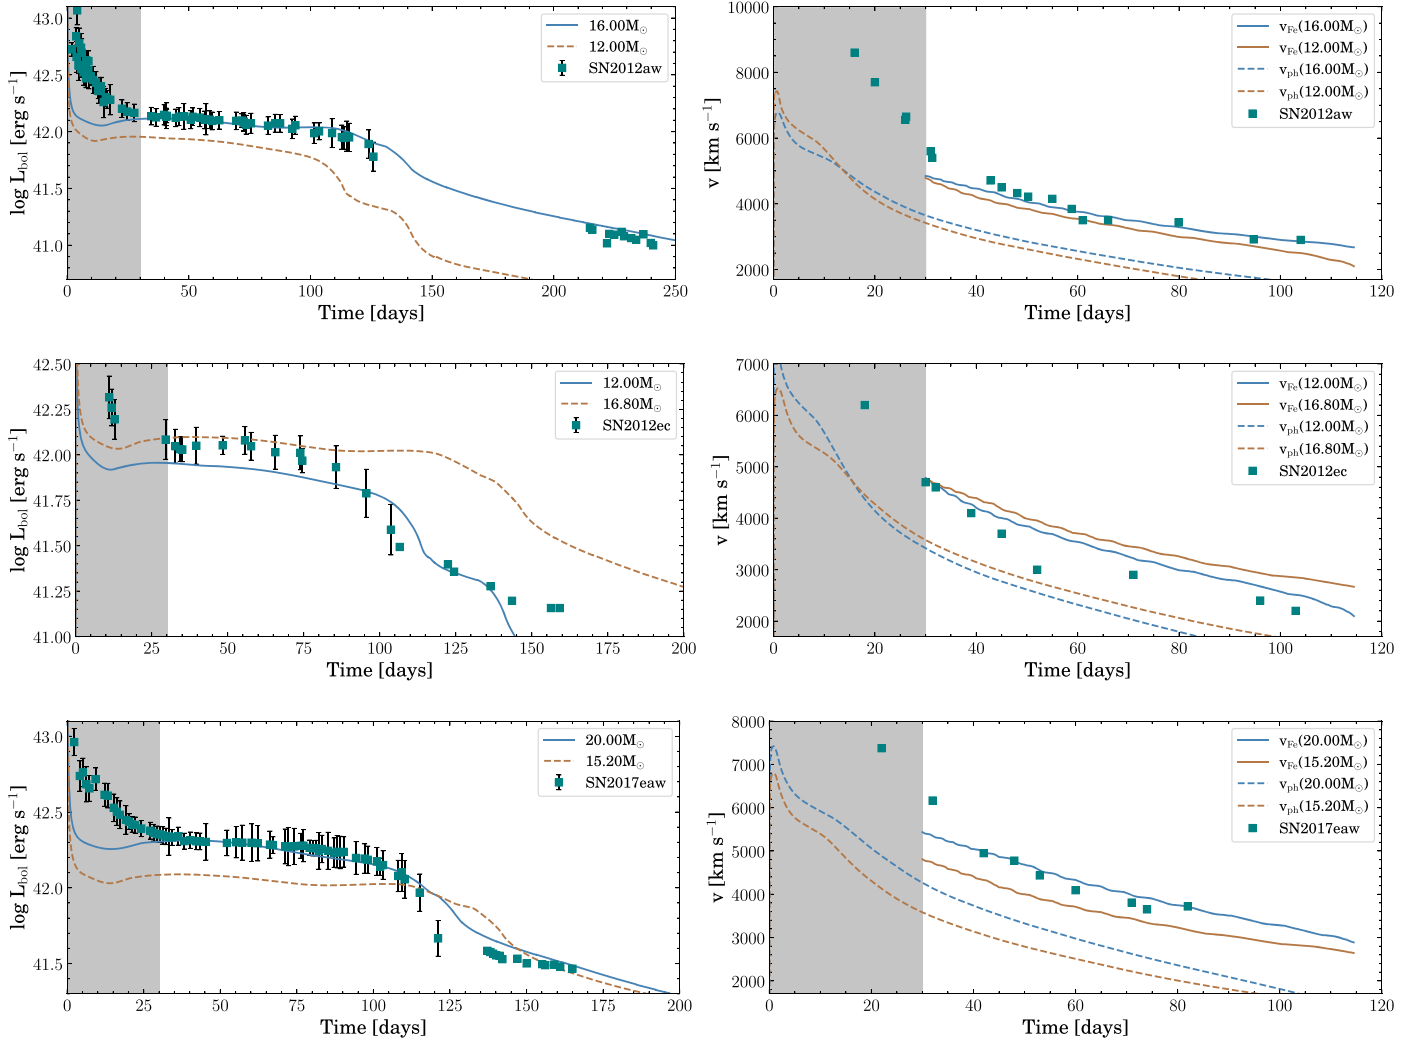 43.0
42.5
42.0
41.5
41.0
0
50
100
150
200
250
Time [days]
log L_bol [erg s⁻¹]
16.00M⊙
12.00M⊙
SN2012aw
10000
8000
6000
4000
2000
0
20
40
60
80
100
120
Time [days]
v [km s⁻¹]
v_Fe(16.00M⊙)
v_Fe(12.00M⊙)
v_ph(16.00M⊙)
v_ph(12.00M⊙)
SN2012aw
42.50
42.25
42.00
41.75
41.50
41.25
41.00
0
25
50
75
100
125
150
175
200
Time [days]
log L_bol [erg s⁻¹]
12.00M⊙
16.80M⊙
SN2012ec
7000
6000
5000
4000
3000
2000
0
20
40
60
80
100
120
Time [days]
v [km s⁻¹]
v_Fe(12.00M⊙)
v_Fe(16.80M⊙)
v_ph(12.00M⊙)
v_ph(16.80M⊙)
SN2012ec
43.0
42.5
42.0
41.5
0
25
50
75
100
125
150
175
200
Time [days]
log L_bol [erg s⁻¹]
20.00M⊙
15.20M⊙
SN2017eaw
8000
7000
6000
5000
4000
3000
2000
0
20
40
60
80
100
120
Time [days]
v [km s⁻¹]
v_Fe(20.00M⊙)
v_Fe(15.20M⊙)
v_ph(20.00M⊙)
v_ph(15.20M⊙)
SN2017eaw